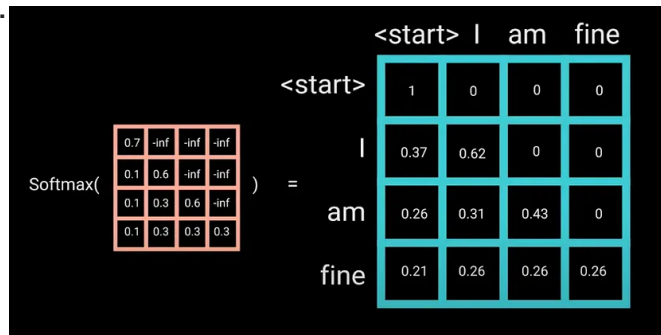 <start> I am fine
<start> 1 0 0 0
0.7 -inf -inf -inf
I 0.37 0.62 0 0
0.1 0.6 -inf -inf
Softmax( ) =
0.1 0.3 0.6 -inf
am 0.26 0.31 0.43 0
0.1 0.3 0.3 0.3
fine 0.21 0.26 0.26 0.26